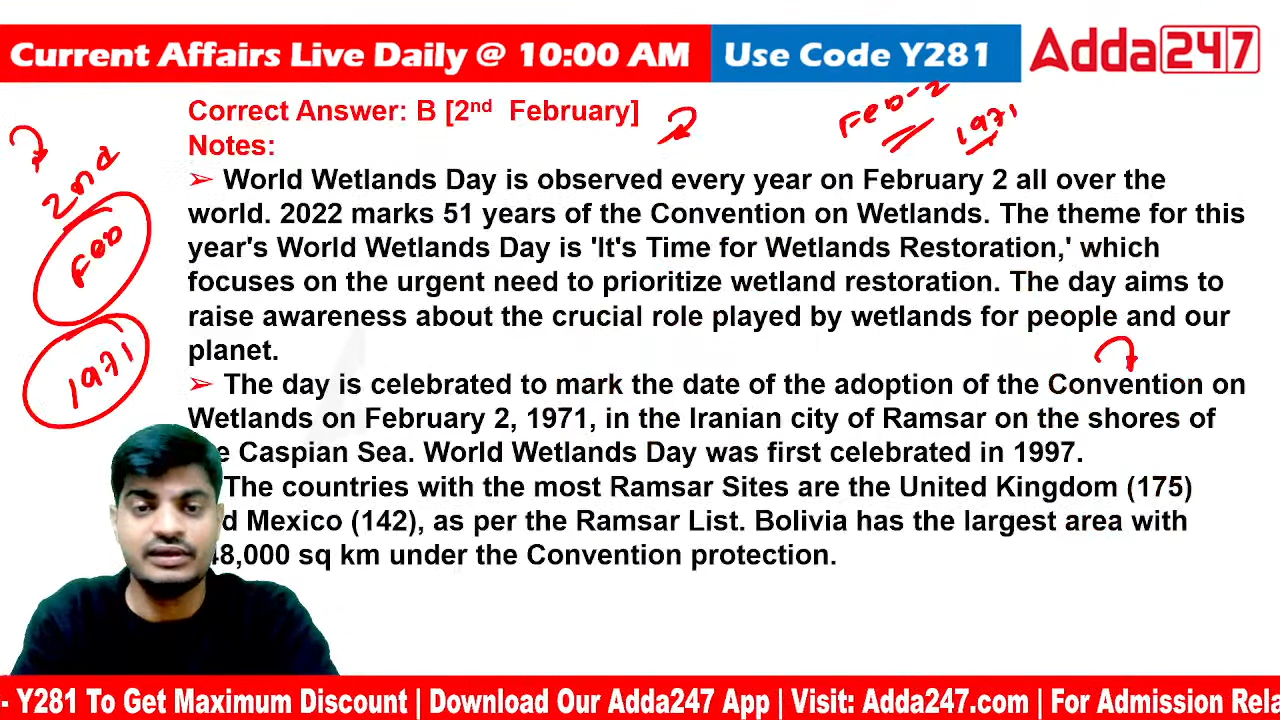 Current Affairs Live Daily @ 10:00 AM
Use Code Y281
Adda247
Correct Answer: B [2nd February]
Feb-2
1971
Notes:
2nd
Feb
1971
➢ World Wetlands Day is observed every year on February 2 all over the
world. 2022 marks 51 years of the Convention on Wetlands. The theme for this
year's World Wetlands Day is 'It's Time for Wetlands Restoration,' which
focuses on the urgent need to prioritize wetland restoration. The day aims to
raise awareness about the crucial role played by wetlands for people and our
planet.
➢ The day is celebrated to mark the date of the adoption of the Convention on
Wetlands on February 2, 1971, in the Iranian city of Ramsar on the shores of
e Caspian Sea. World Wetlands Day was first celebrated in 1997.
The countries with the most Ramsar Sites are the United Kingdom (175)
d Mexico (142), as per the Ramsar List. Bolivia has the largest area with
48,000 sq km under the Convention protection.
- Y281 To Get Maximum Discount | Download Our Adda247 App | Visit: Adda247.com | For Admission Rela